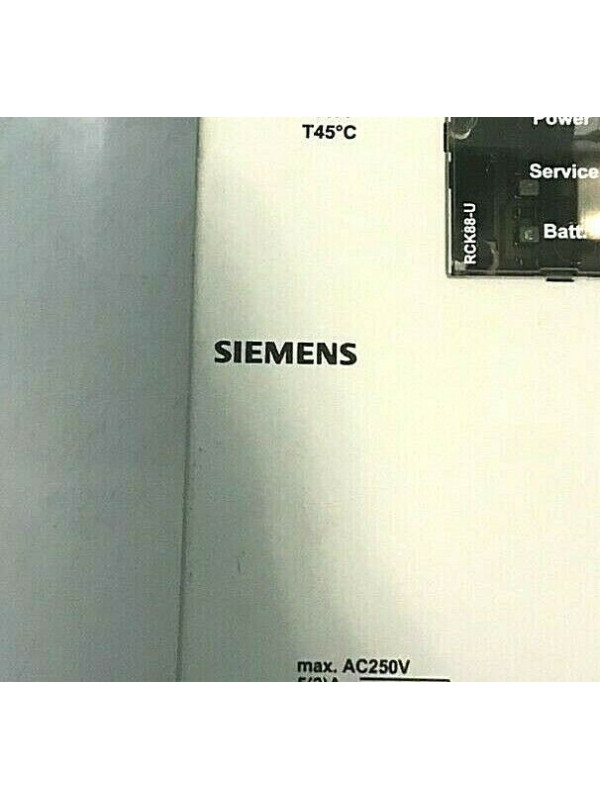 T45°C
Power
Service
Batt.
RCK88-U
SIEMENS
max. AC250V